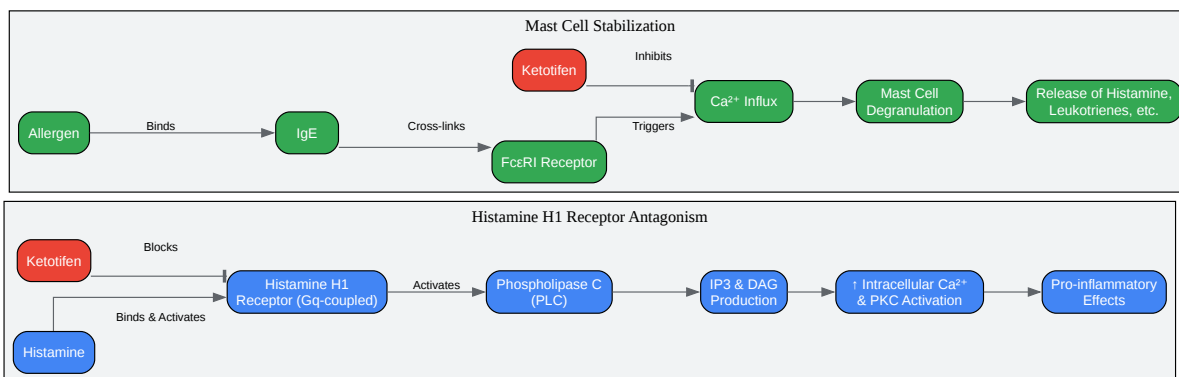 Mast Cell Stabilization
Ketotifen
Inhibits
Allergen
Binds
IgE
Cross-links
FcεRI Receptor
Triggers
Ca²⁺ Influx
Mast Cell
Degranulation
Release of Histamine,
Leukotrienes, etc.
Histamine H1 Receptor Antagonism
Ketotifen
Blocks
Histamine
Binds & Activates
Histamine H1
Receptor (Gq-coupled)
Activates
Phospholipase C
(PLC)
IP3 & DAG
Production
↑ Intracellular Ca²⁺
& PKC Activation
Pro-inflammatory
Effects